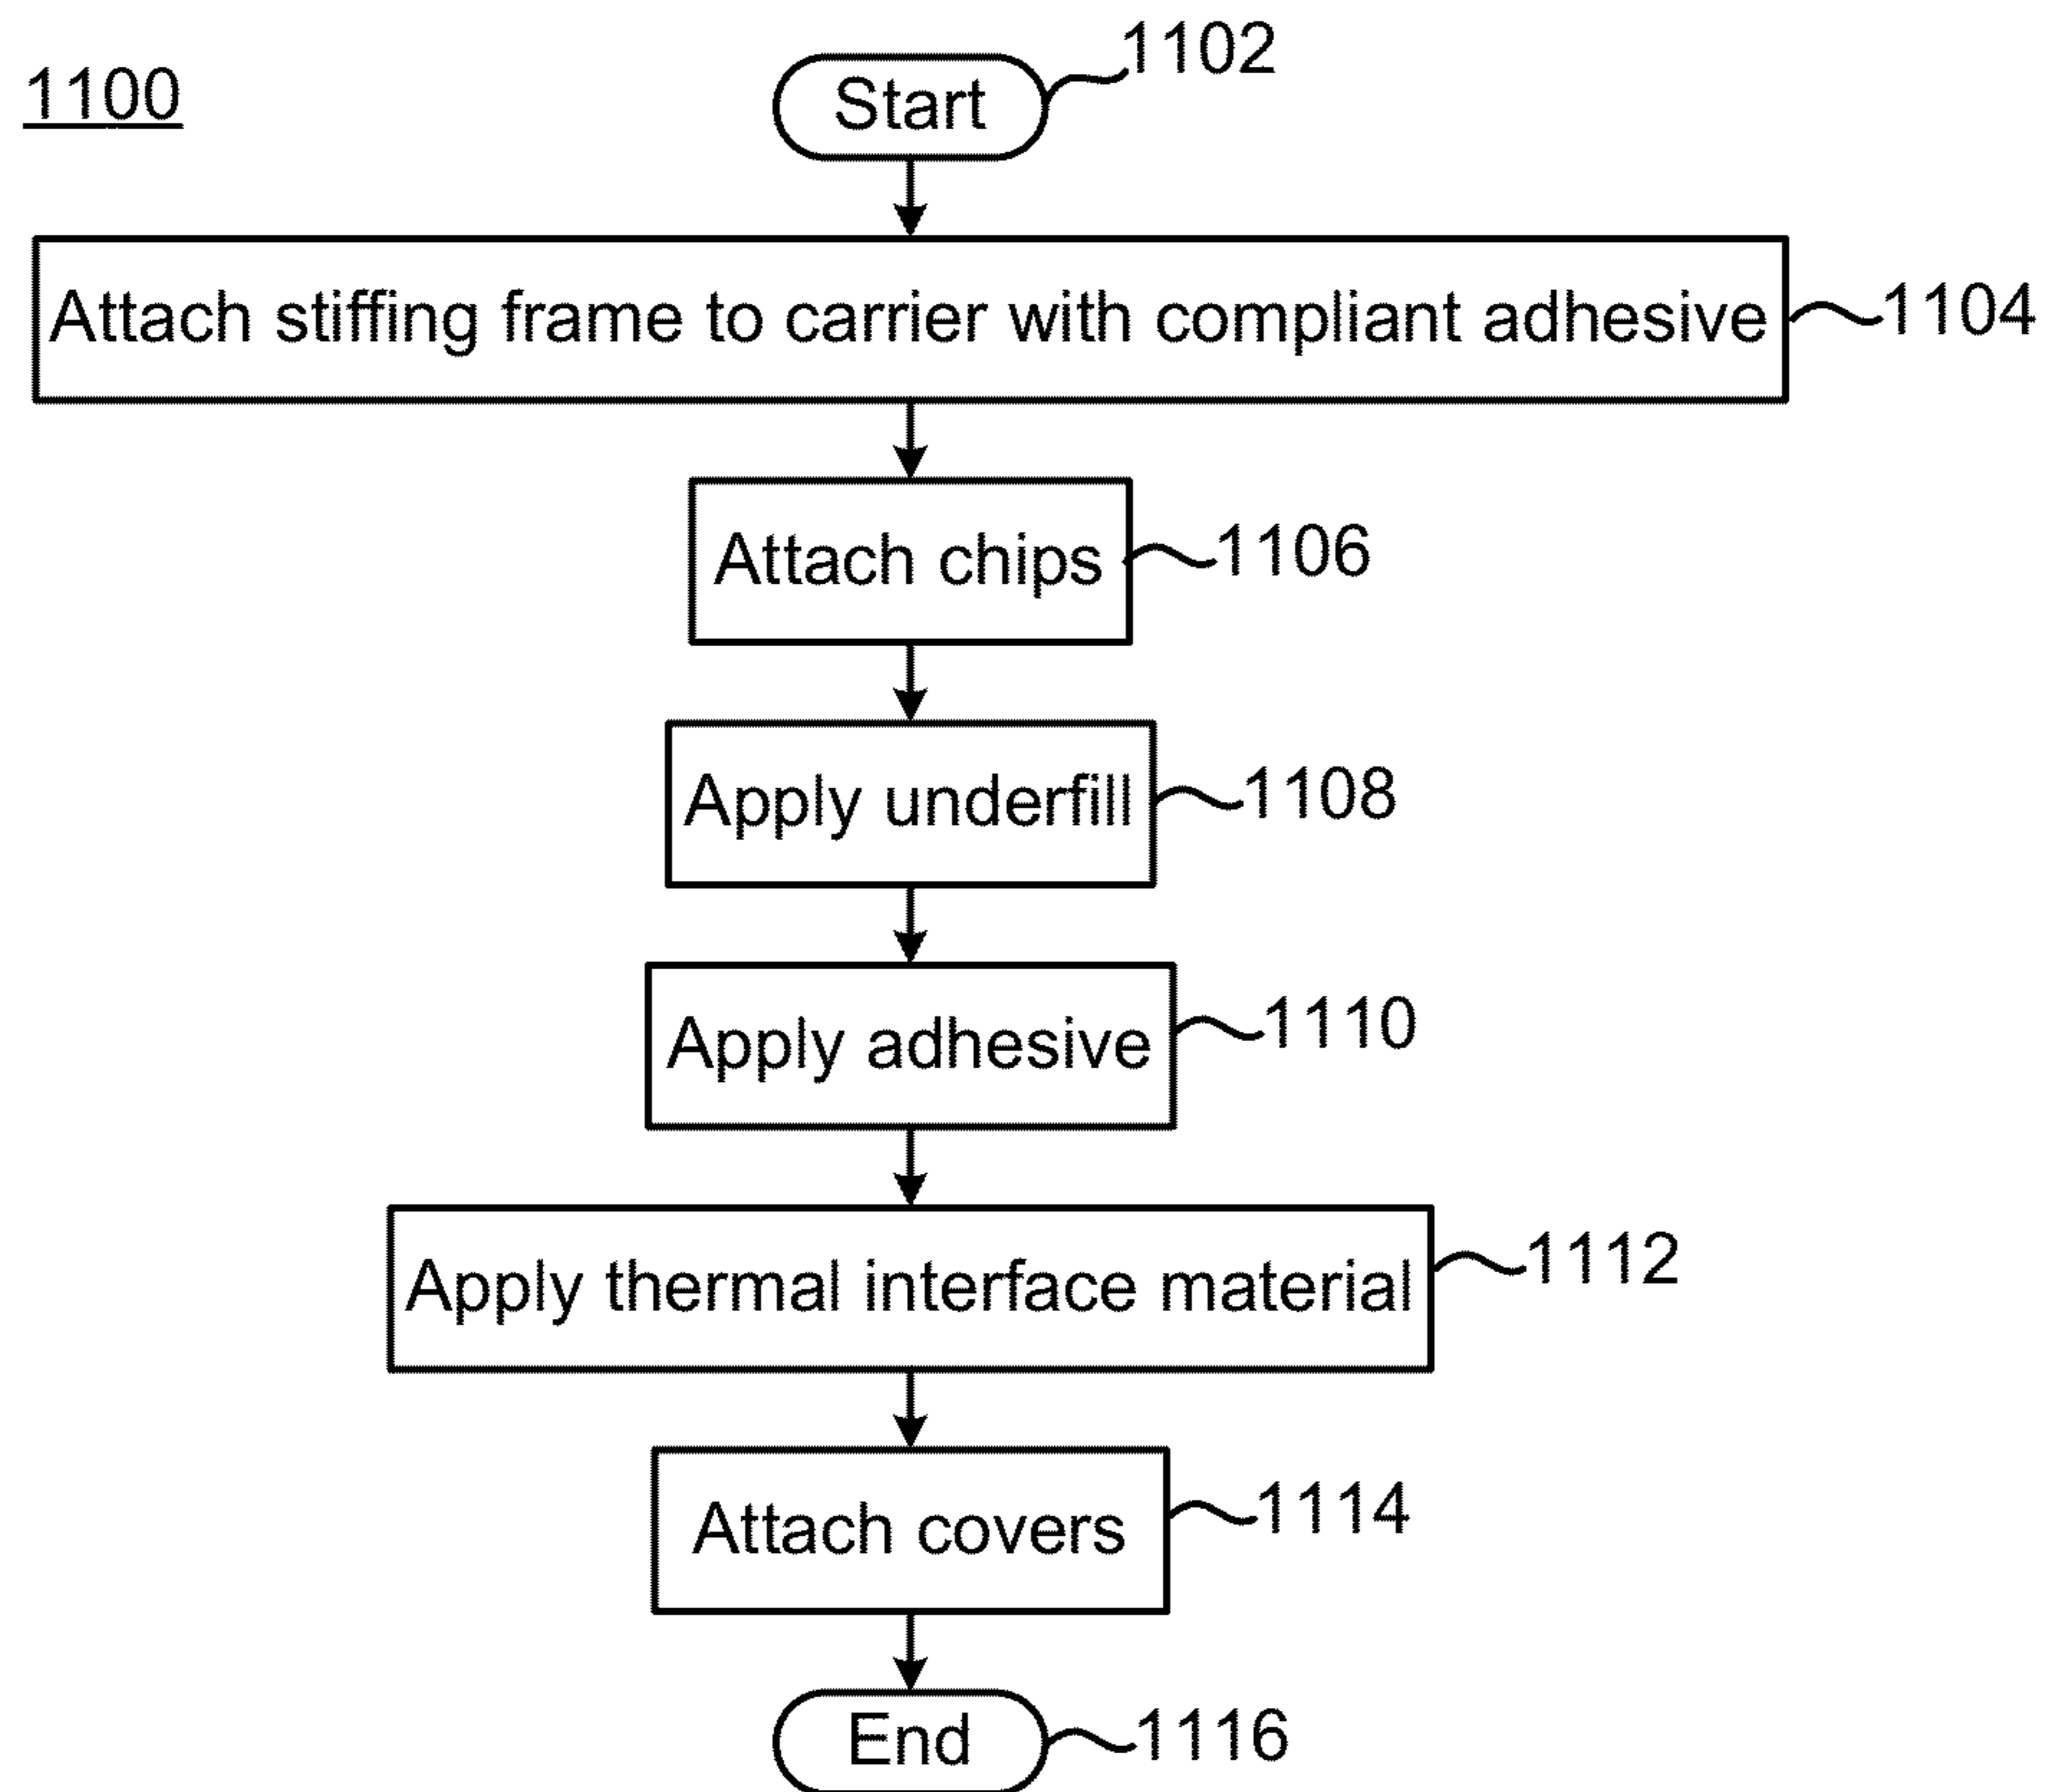 1100
Start
1102
Attach stiffing frame to carrier with compliant adhesive
1104
Attach chips
1106
Apply underfill
1108
Apply adhesive
1110
Apply thermal interface material
1112
Attach covers
1114
End
1116